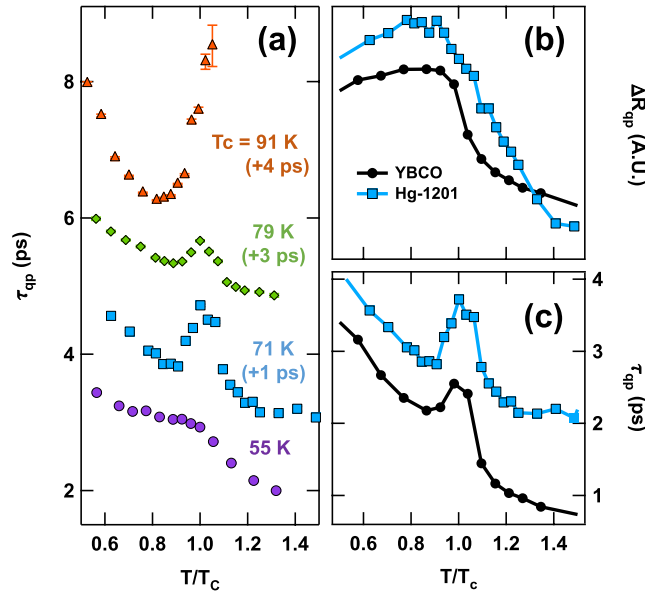 (a)
8
6
4
2
τqp (ps)
Tc = 91 K
(+4 ps)
79 K
(+3 ps)
71 K
(+1 ps)
55 K
0.6 0.8 1.0 1.2 1.4
T/TC
(b)
YBCO
Hg-1201
ΔRqp (A.U.)
(c)
4
3
2
1
τqp (ps)
0.6 0.8 1.0 1.2 1.4
T/TC